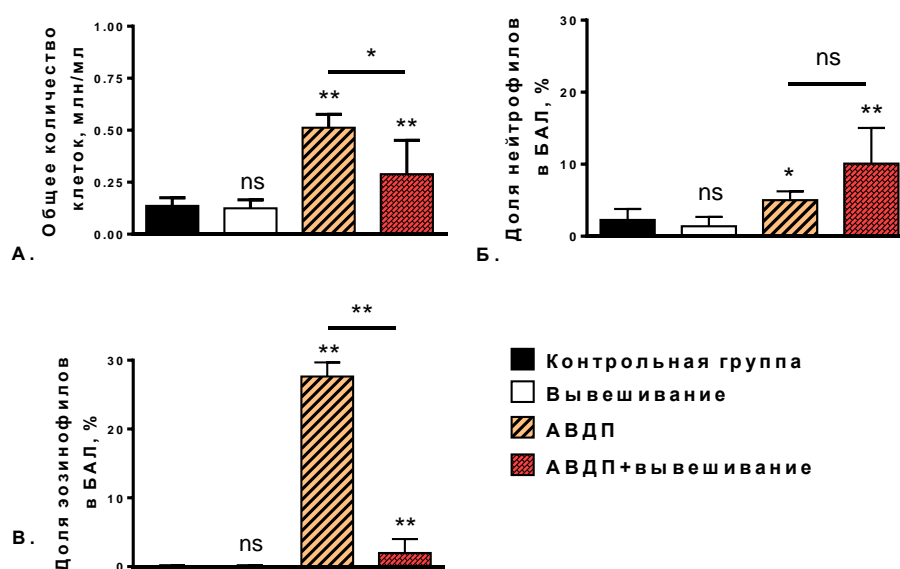 Общее количество
клеток, млн/мл
1.00
0.75
0.50
0.25
0.00
ns
**
**
*
А.
Доля нейтрофилов
в БАЛ, %
30
20
10
0
ns
*
**
ns
Б.
Доля эозинофилов
в БАЛ, %
30
20
10
0
ns
**
**
**
В.
Контрольная группа
Вывешивание
АВДП
АВДП+вывешивание